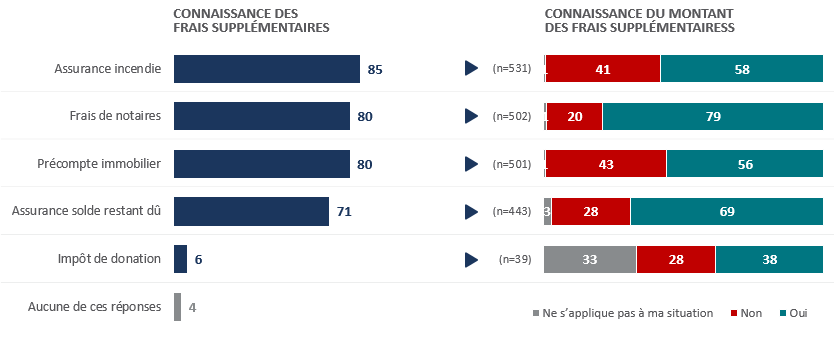 CONNAISSANCE DES
FRAIS SUPPLÉMENTAIRES
CONNAISSANCE DU MONTANT
DES FRAIS SUPPLÉMENTAIRESS
Assurance incendie 85 (n=531) 1 41 58
Frais de notaires 80 (n=502) 1 20 79
Précompte immobilier 80 (n=501) 1 43 56
Assurance solde restant dû 71 (n=443) 3 28 69
Impôt de donation 6 (n=39) 33 28 38
Aucune de ces réponses 4
Ne s’applique pas à ma situation Non Oui